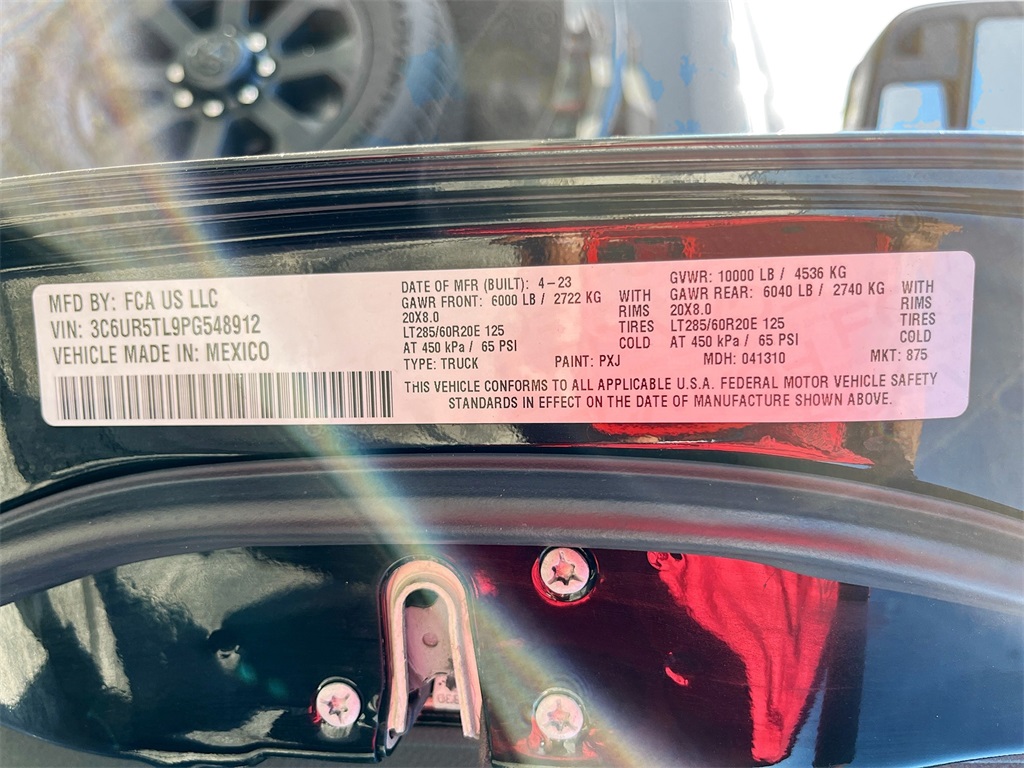 MFD BY: FCA US LLC
VIN: 3C6UR5TL9PG548912
VEHICLE MADE IN: MEXICO
DATE OF MFR (BUILT): 4-23
GVWR: 10000 LB / 4536 KG
GAWR FRONT: 6000 LB / 2722 KG WITH
GAWR REAR: 6040 LB / 2740 KG WITH
20X8.0 RIMS
20X8.0 RIMS
LT285/60R20E 125 TIRES
LT285/60R20E 125 TIRES
AT 450 kPa / 65 PSI COLD
AT 450 kPa / 65 PSI COLD
TYPE: TRUCK PAINT: PXJ MDH: 041310 MKT: 875
THIS VEHICLE CONFORMS TO ALL APPLICABLE U.S.A. FEDERAL MOTOR VEHICLE SAFETY
STANDARDS IN EFFECT ON THE DATE OF MANUFACTURE SHOWN ABOVE.